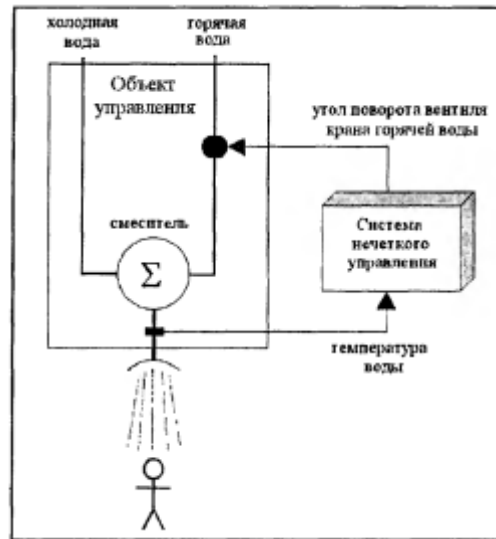 холодная
вода
горячая
вода
Объект
управления
угол поворота вентиля
крана горячей воды
смеситель
Σ
Система
нечеткого
управления
температура
воды